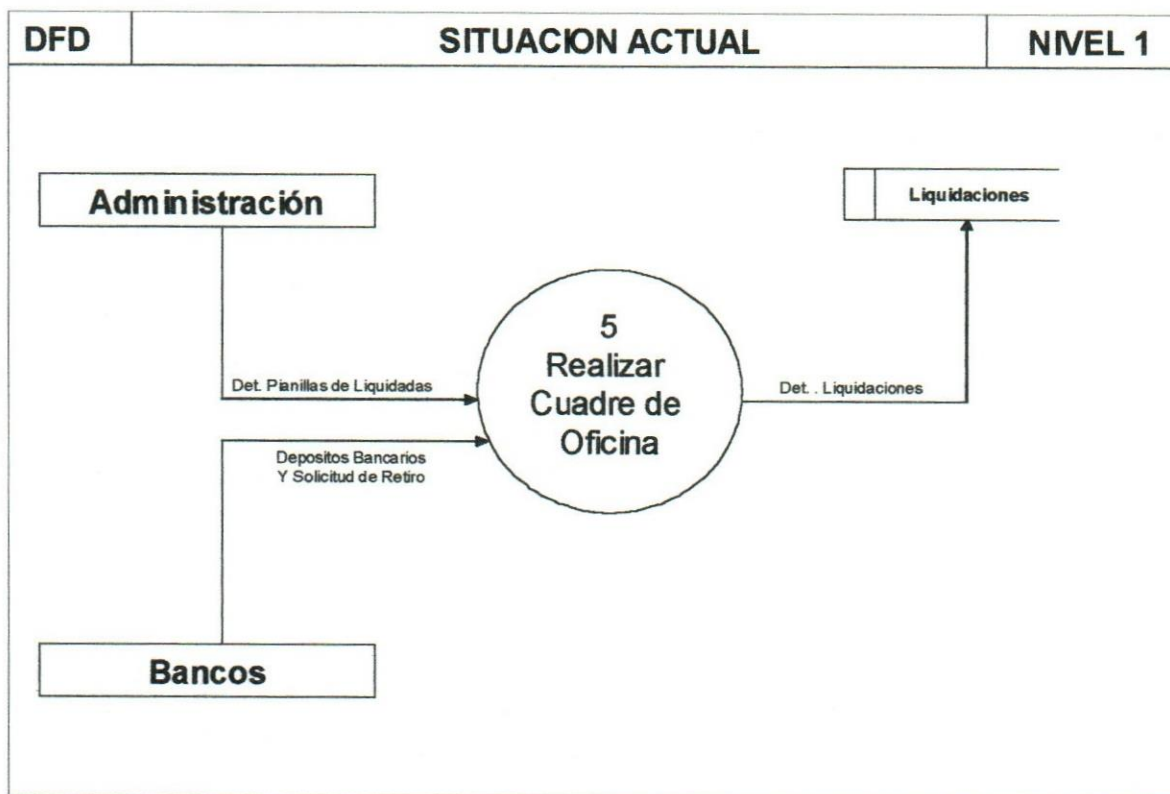 DFD
SITUACION ACTUAL
NIVEL 1
Administración
Liquidaciones
5
Realizar
Cuadre de
Oficina
Det. Planillas de Liquidadas
Det. . Liquidaciones
Depositos Bancarios
Y Solicitud de Retiro
Bancos